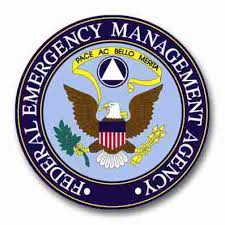 FEDERAL EMERGENCY MANAGEMENT AGENCY
PACE AC BELLO MERITA